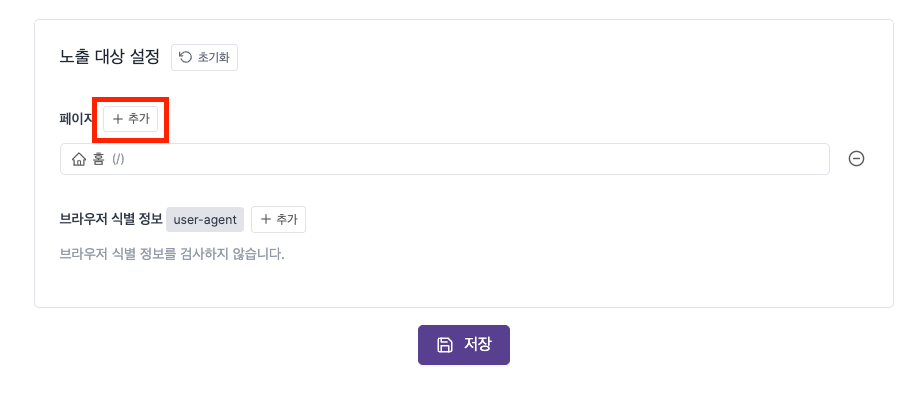 노출 대상 설정 초기화
페이지 추가
홈 (/)
브라우저 식별 정보 user-agent 추가
브라우저 식별 정보를 검사하지 않습니다.
저장